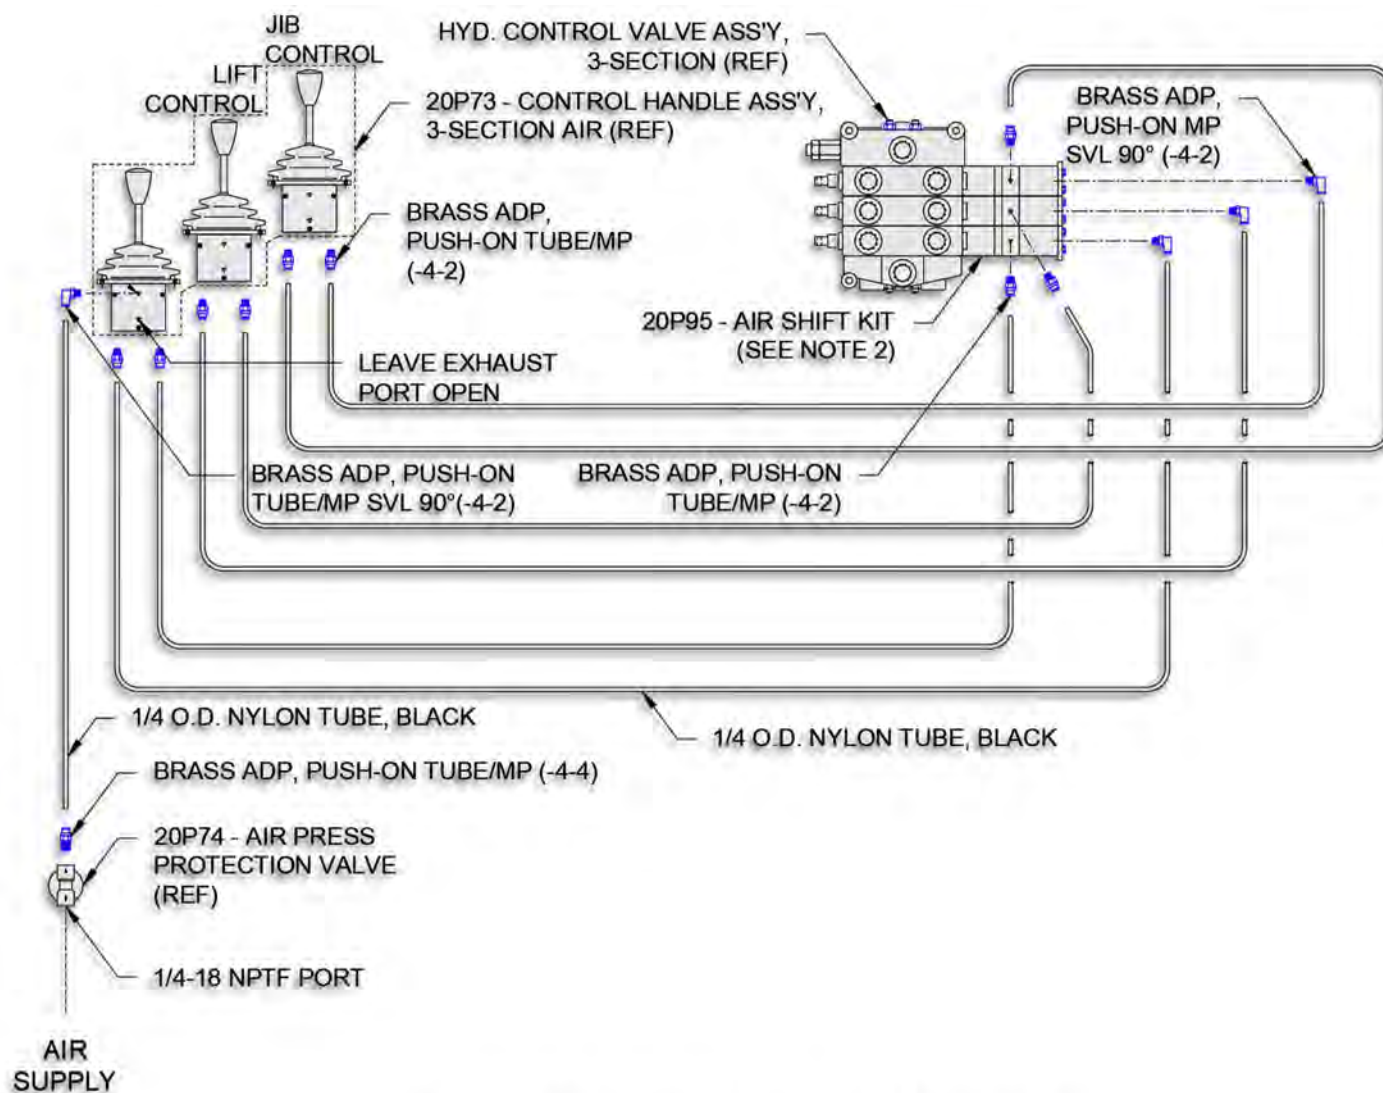 JIB
CONTROL
LIFT
CONTROL
HYD. CONTROL VALVE ASS'Y,
3-SECTION (REF)
20P73 - CONTROL HANDLE ASS'Y,
3-SECTION AIR (REF)
BRASS ADP,
PUSH-ON MP
SVL 90° (-4-2)
BRASS ADP,
PUSH-ON TUBE/MP
(-4-2)
20P95 - AIR SHIFT KIT
(SEE NOTE 2)
LEAVE EXHAUST
PORT OPEN
BRASS ADP, PUSH-ON
TUBE/MP SVL 90°(-4-2)
BRASS ADP, PUSH-ON
TUBE/MP (-4-2)
1/4 O.D. NYLON TUBE, BLACK
1/4 O.D. NYLON TUBE, BLACK
BRASS ADP, PUSH-ON TUBE/MP (-4-4)
20P74 - AIR PRESS
PROTECTION VALVE
(REF)
1/4-18 NPTF PORT
AIR
SUPPLY